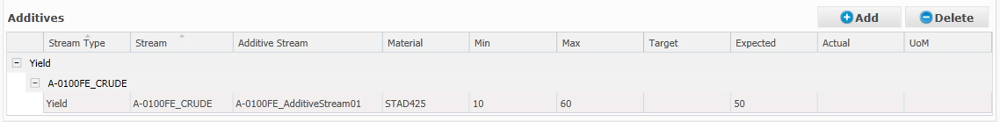 Additives Add Delete
Stream Type Stream Additive Stream Material Min Max Target Expected Actual UoM
Yield
A-0100FE_CRUDE
Yield A-0100FE_CRUDE A-0100FE_AdditiveStream01 STAD425 10 60 50